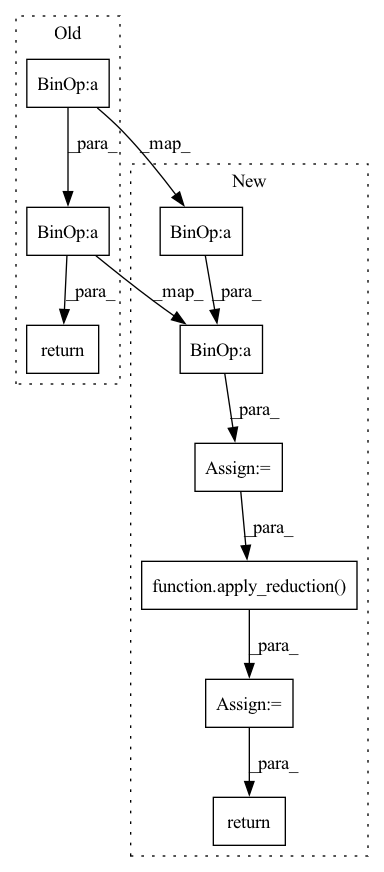 Old
BinOp:a
_para_
_map_
New
BinOp:a
BinOp:a
_para_
_map_
_para_
return
BinOp:a
_para_
Assign:=
_para_
function.apply_reduction()
_para_
Assign:=
_para_
return